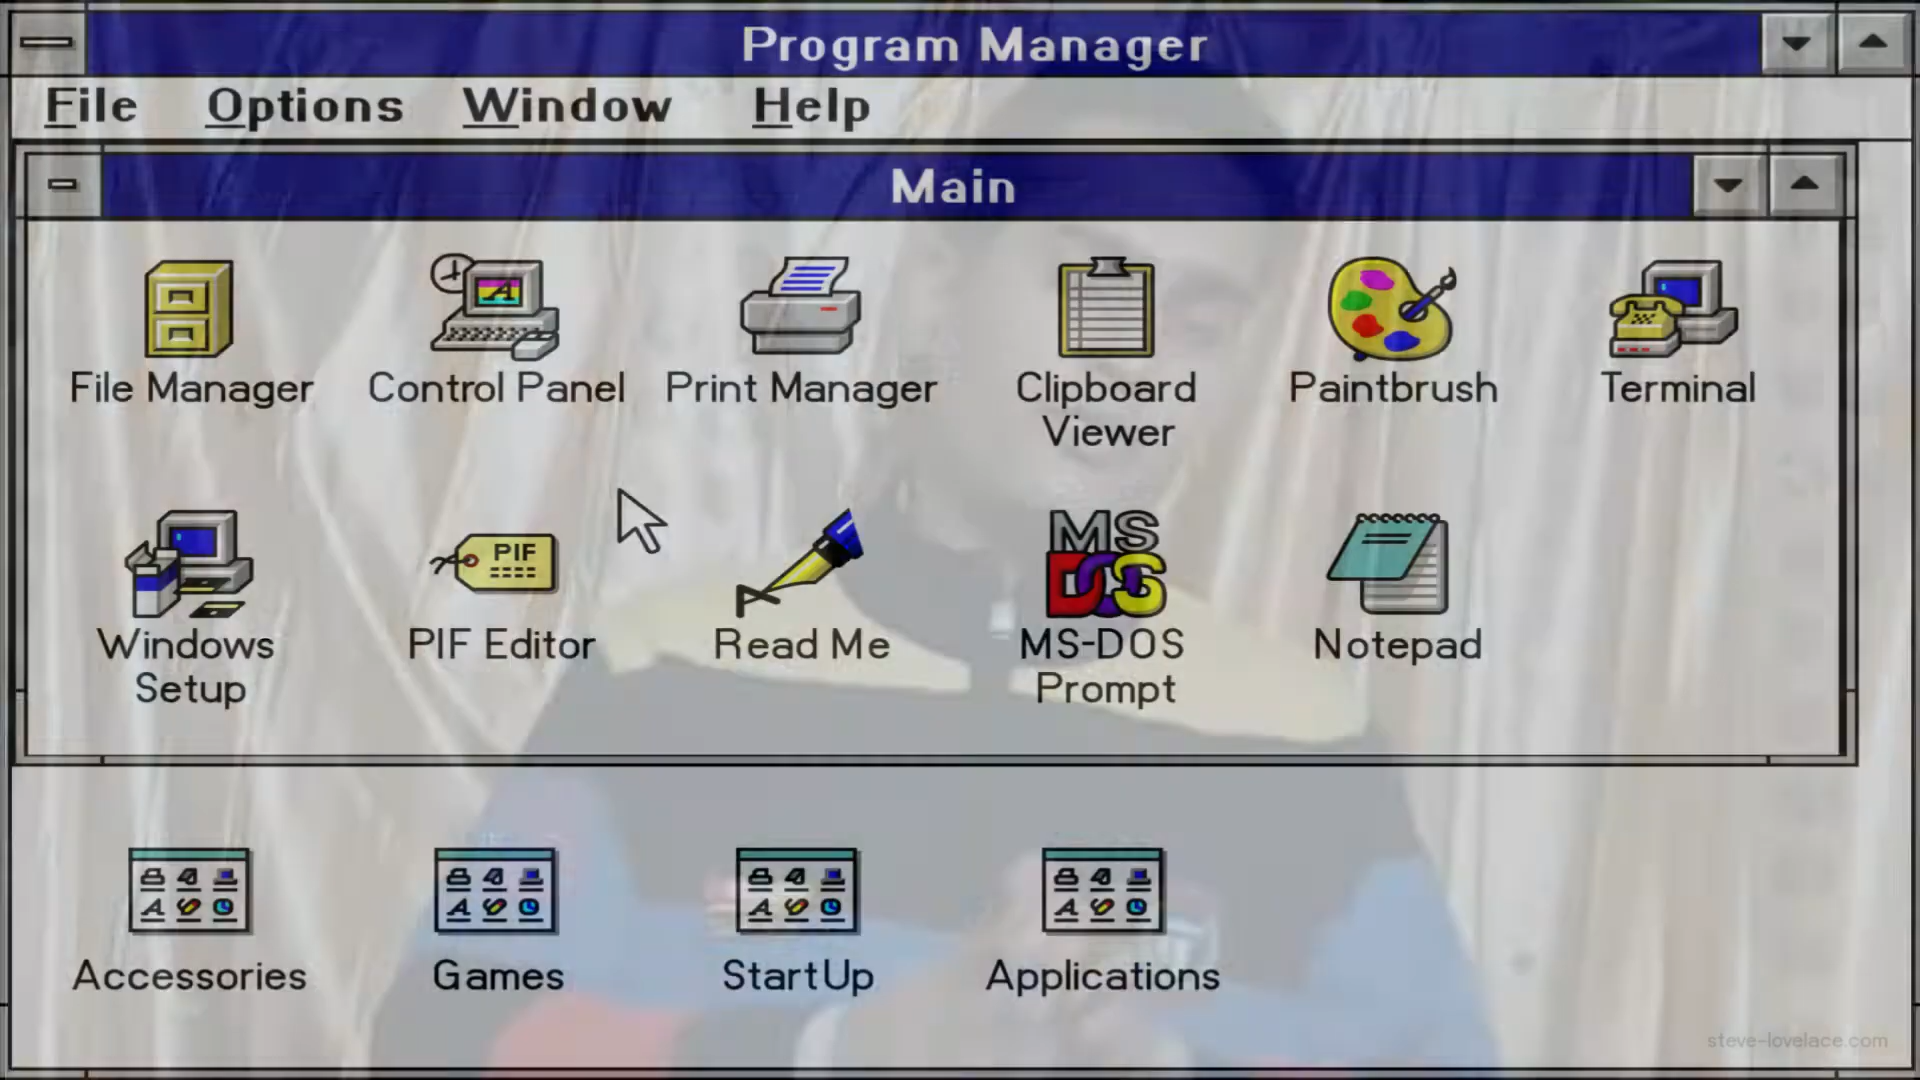 Program Manager
File Options Window Help
Main
File Manager Control Panel Print Manager Clipboard Viewer Paintbrush Terminal
PIF
MS
DOS
Windows Setup PIF Editor Read Me MS-DOS Prompt Notepad
Accessories Games StartUp Applications
steve-lovelace.com